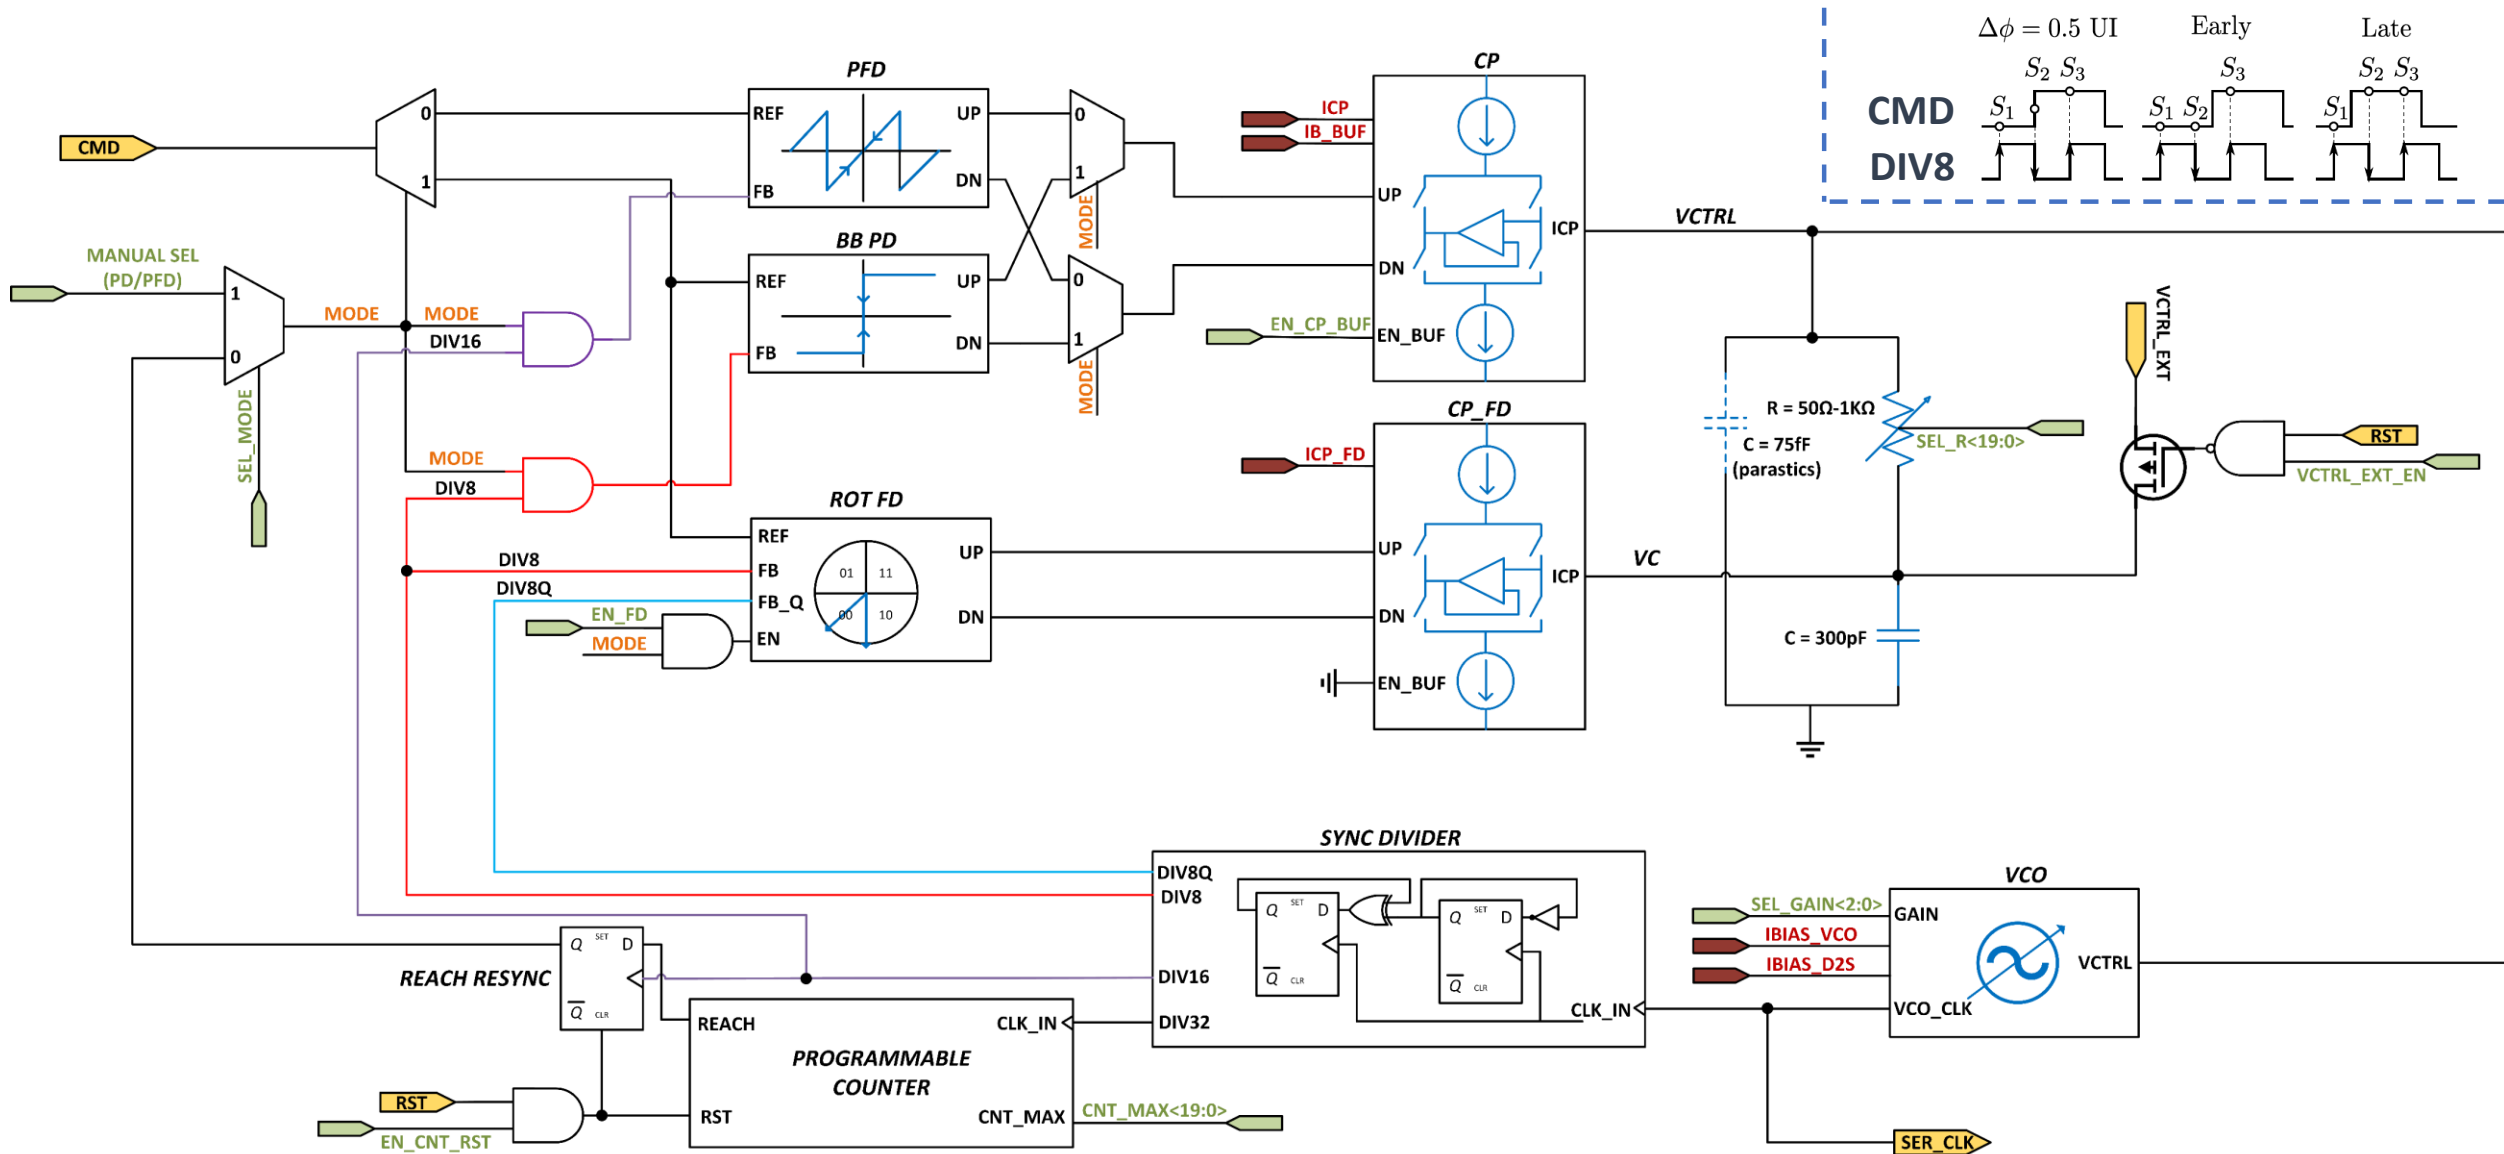 Δϕ = 0.5 UI
Early
Late
S₂ S₃
S₃
S₂ S₃
CMD
S₁
S₁ S₂
S₁
DIV8
PFD
CP
CMD
0
1
REF
UP
FB
DN
0
1
MODE
ICP
IB_BUF
UP
ICP
DN
EN_CP_BUF
EN_BUF
VCTRL
MANUAL SEL
(PD/PFD)
1
0
SEL_MODE
MODE
MODE
DIV16
BB PD
REF
UP
FB
DN
0
1
MODE
VCTRL_EXT
R = 50Ω-1KΩ
SEL_R<19:0>
C = 75fF
(parastics)
RST
VCTRL_EXT_EN
MODE
DIV8
CP_FD
ICP_FD
UP
ICP
DN
EN_BUF
VC
C = 300pF
ROT FD
REF
UP
FB
FB_Q
DN
EN
01
11
00
10
DIV8
DIV8Q
EN_FD
MODE
SYNC DIVIDER
DIV8Q
DIV8
DIV16
DIV32
Q SET D
Q CLR
Q SET D
Q CLR
CLK_IN
VCO
SEL_GAIN<2:0>
GAIN
IBIAS_VCO
IBIAS_D2S
VCTRL
VCO_CLK
REACH RESYNC
Q SET D
Q CLR
REACH
CLK_IN
PROGRAMMABLE
COUNTER
RST
CNT_MAX
CNT_MAX<19:0>
RST
EN_CNT_RST
SER_CLK